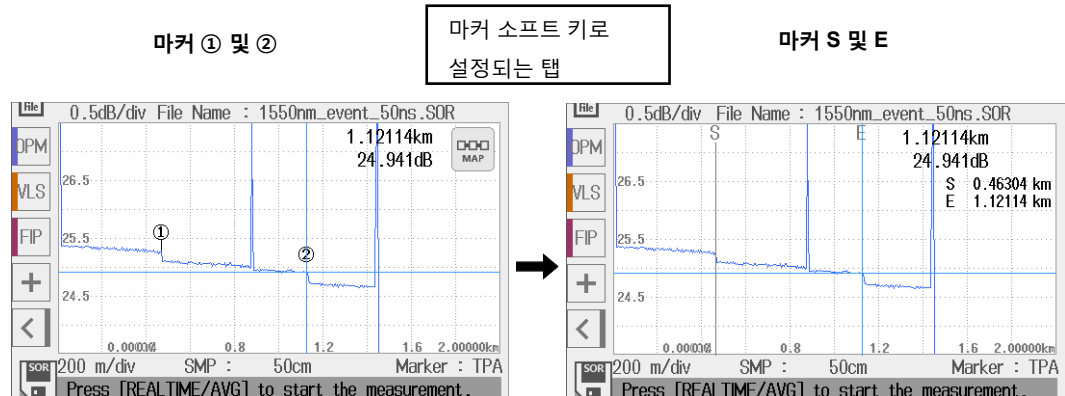 마커 ① 및 ②
마커 소프트 키로
설정되는 탭
마커 S 및 E
File
0.5dB/div File Name : 1550nm_event_50ns.SOR
OPM
VLS
FIP
1.12114km
24.941dB
MAP
26.5
25.5
24.5
①
②
0.8
1.2
1.6
2.00000km
SOR
200 m/div SMP : 50cm Marker : TPA
Press [REALTIME/AVG] to start the measurement.
File
0.5dB/div File Name : 1550nm_event_50ns.SOR
OPM
VLS
FIP
S
E
1.12114km
24.941dB
S 0.46304 km
E 1.12114 km
26.5
25.5
24.5
0.8
1.2
1.6
2.00000km
SOR
200 m/div SMP : 50cm Marker : TPA
Press [REALTIME/AVG] to start the measurement.